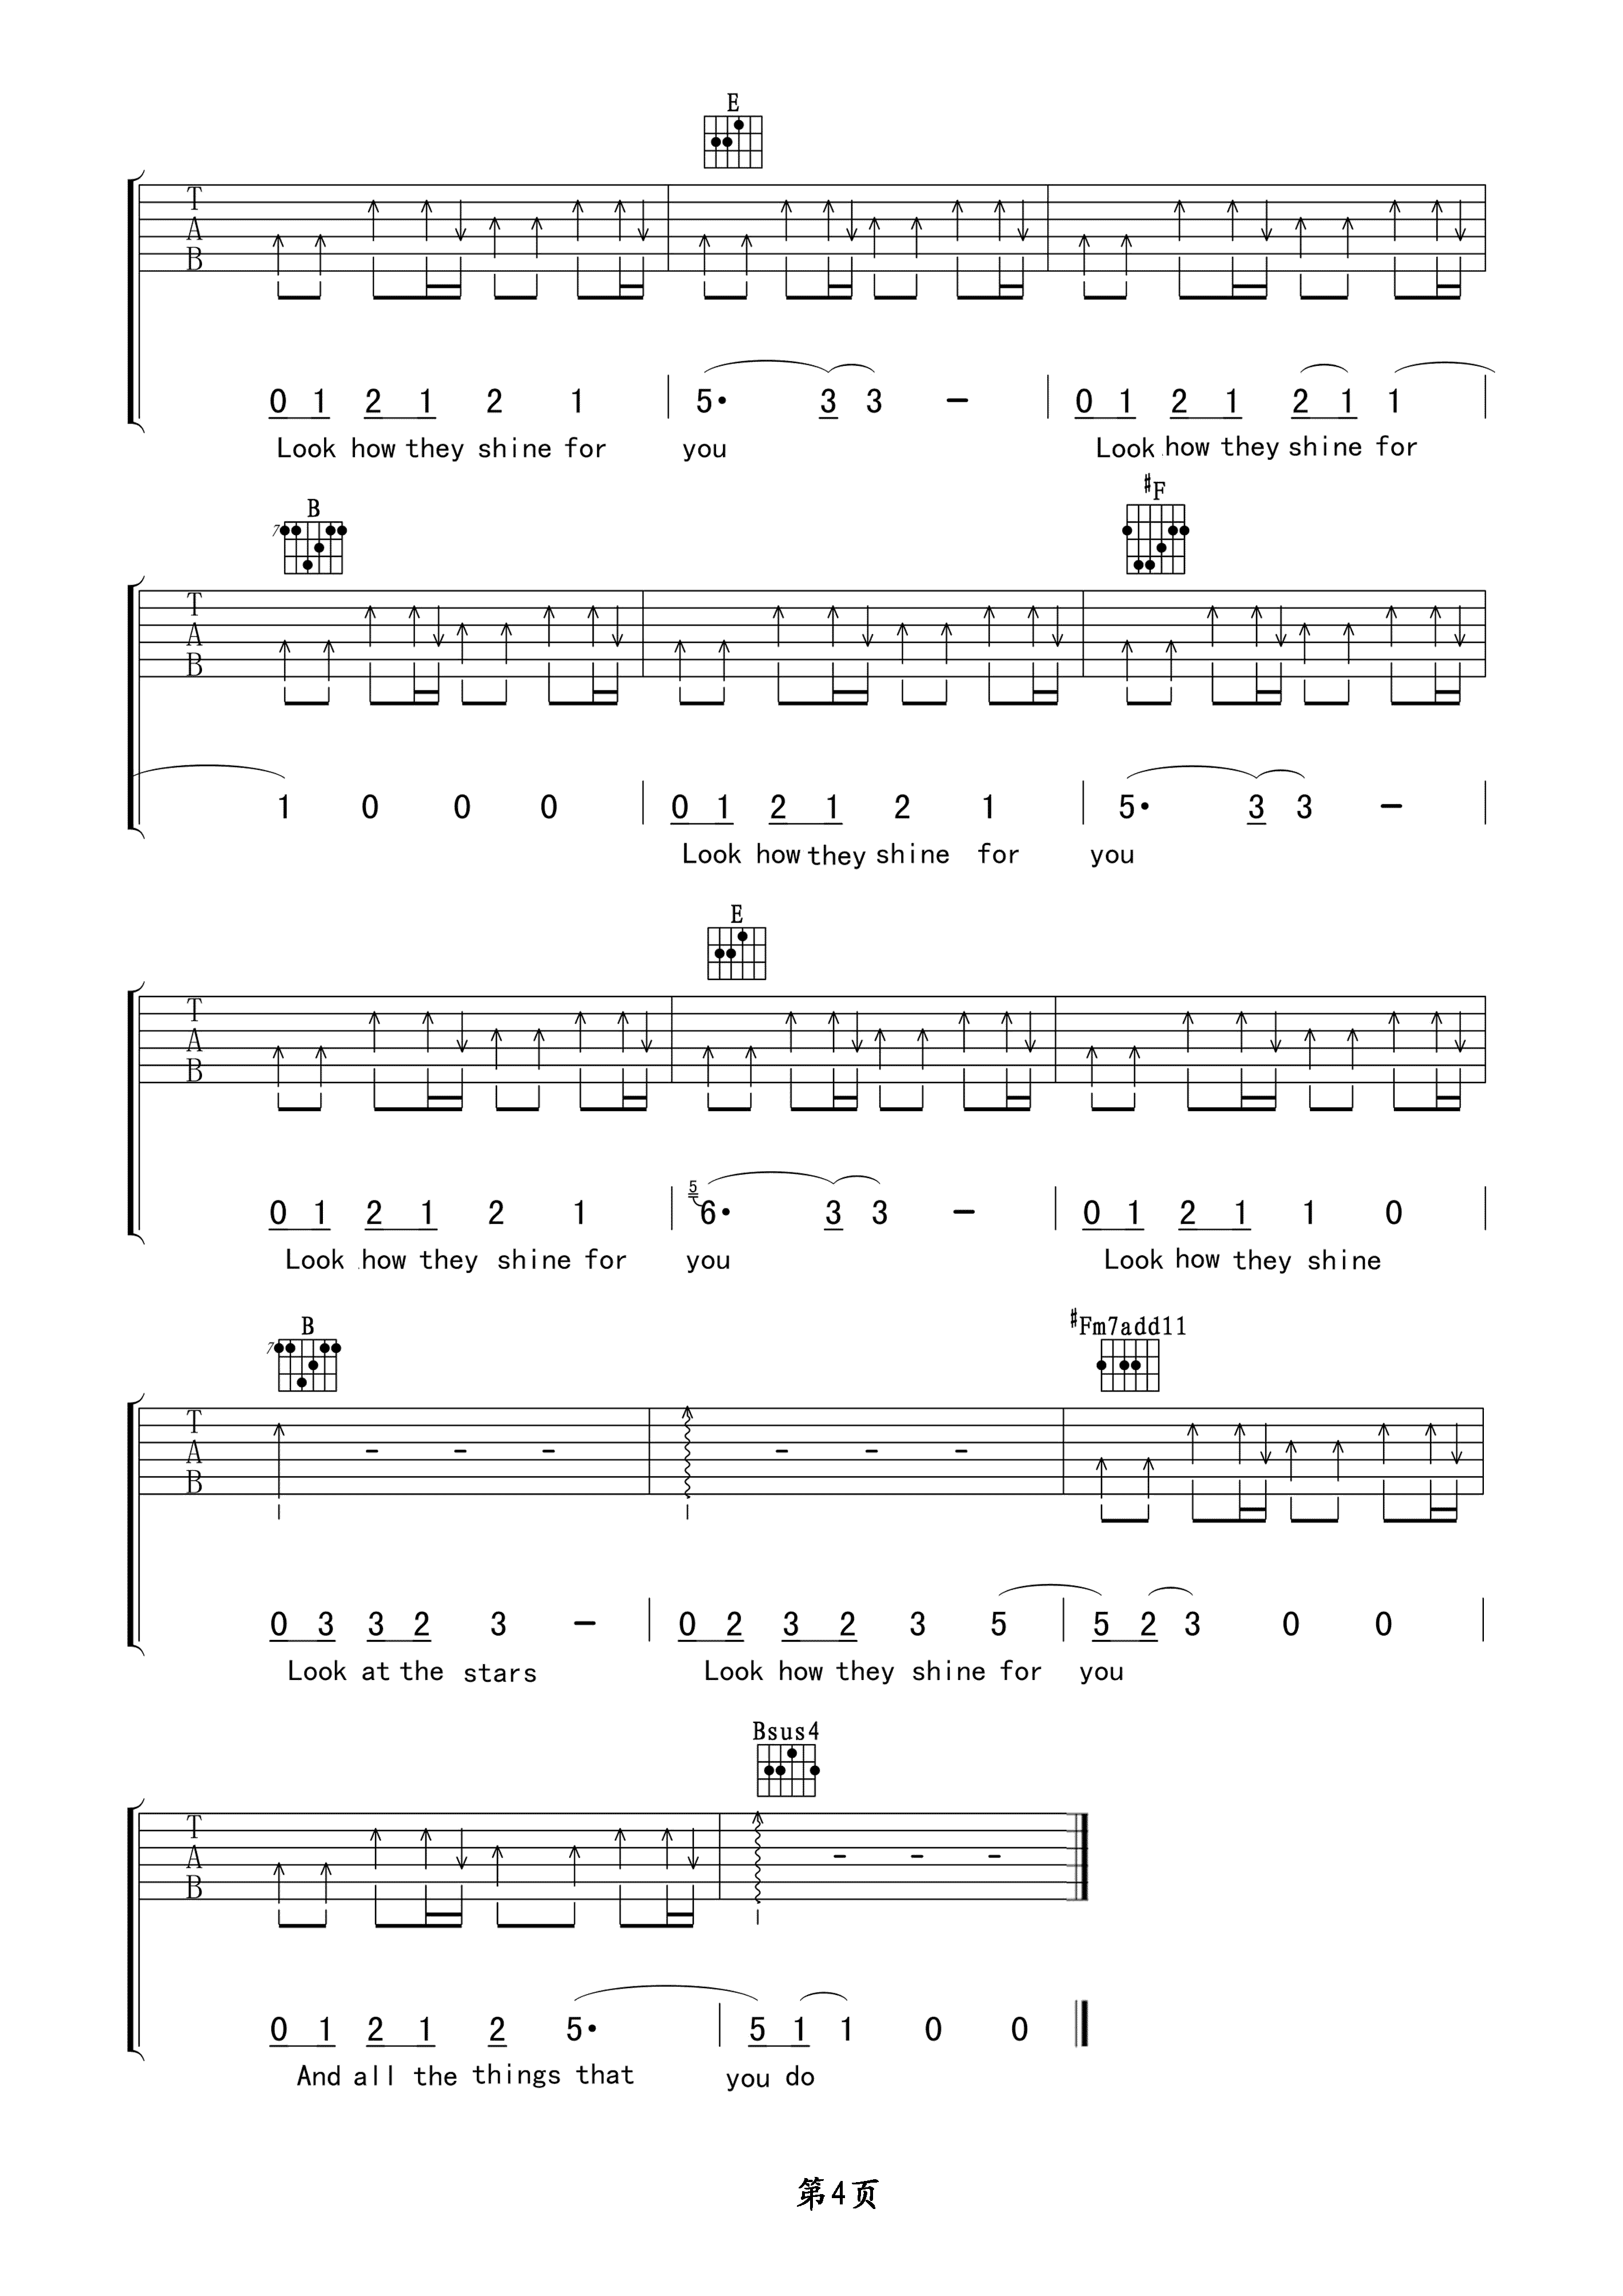 E
T
A
B
0 1 2 1 2 1 5· 3 3 - 0 1 2 1 2 1 1
Look how they shine for you Look how they shine for
B #F
7
T
A
B
1 0 0 0 0 1 2 1 2 1 5· 3 3 -
Look how they shine for you
E
T
A
B
5
0 1 2 1 2 1 6· 3 3 - 0 1 2 1 1 0
Look how they shine for you Look how they shine
B #Fm7add11
7
T
A
B
0 3 3 2 3 - 0 2 3 2 3 5 5 2 3 0 0
Look at the stars Look how they shine for you
Bsus4
T
A
B
0 1 2 1 2 5· 5 1 1 0 0
And all the things that you do
第4页